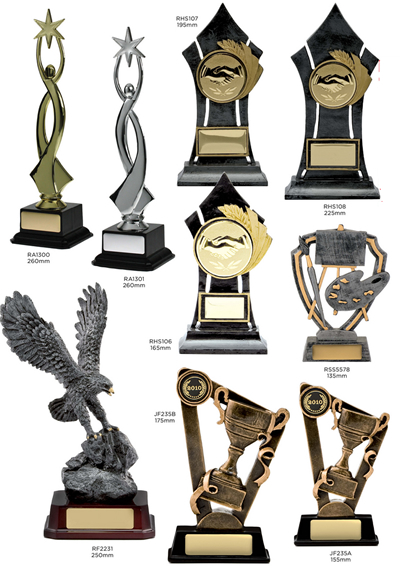 RHS107
195mm
RHS108
225mm
RA1300
260mm
RA1301
260mm
RHS106
165mm
RSS5578
135mm
JF235B
175mm
2010
2010
RF2231
250mm
JF235A
155mm